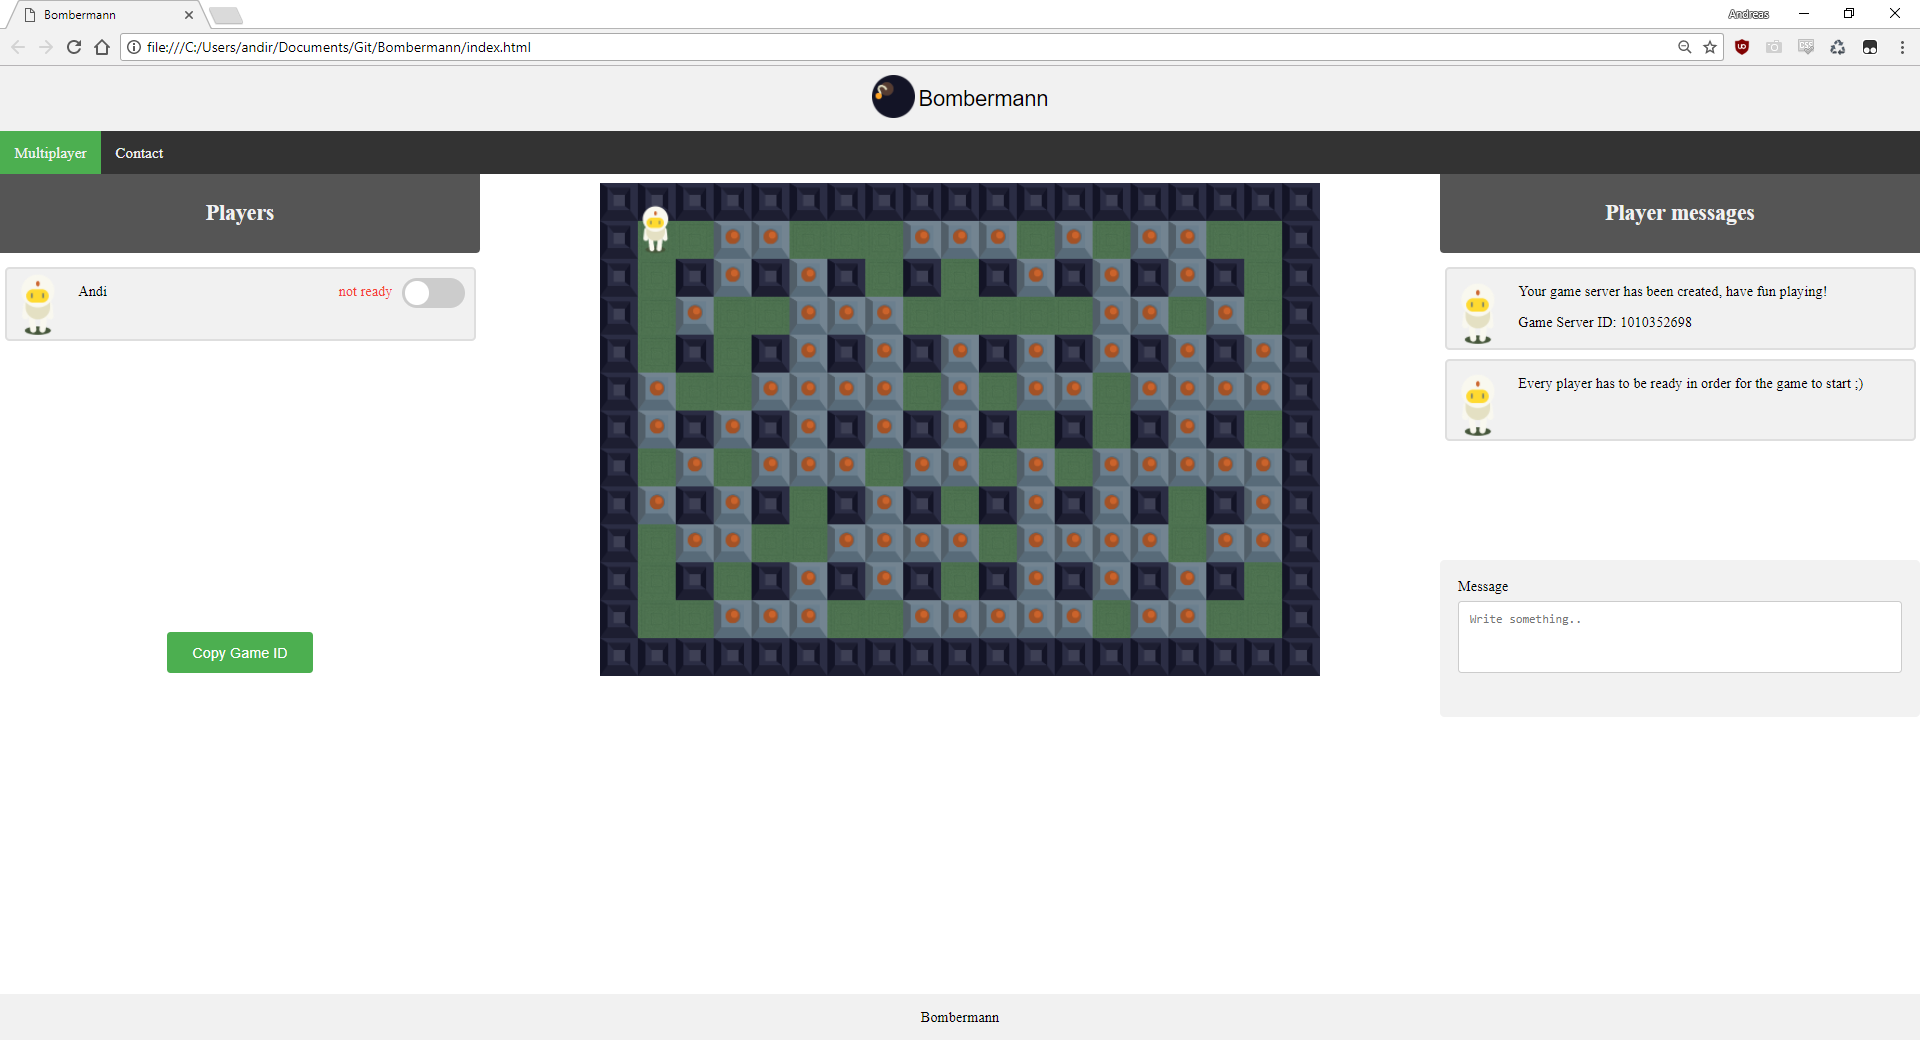 Bombermann
Andreas
file:///C:/Users/andir/Documents/Git/Bombermann/index.html
Bombermann
Multiplayer
Contact
Players
Andi
not ready
Copy Game ID
Player messages
Your game server has been created, have fun playing!
Game Server ID: 1010352698
Every player has to be ready in order for the game to start ;)
Message
Write something..
Bombermann